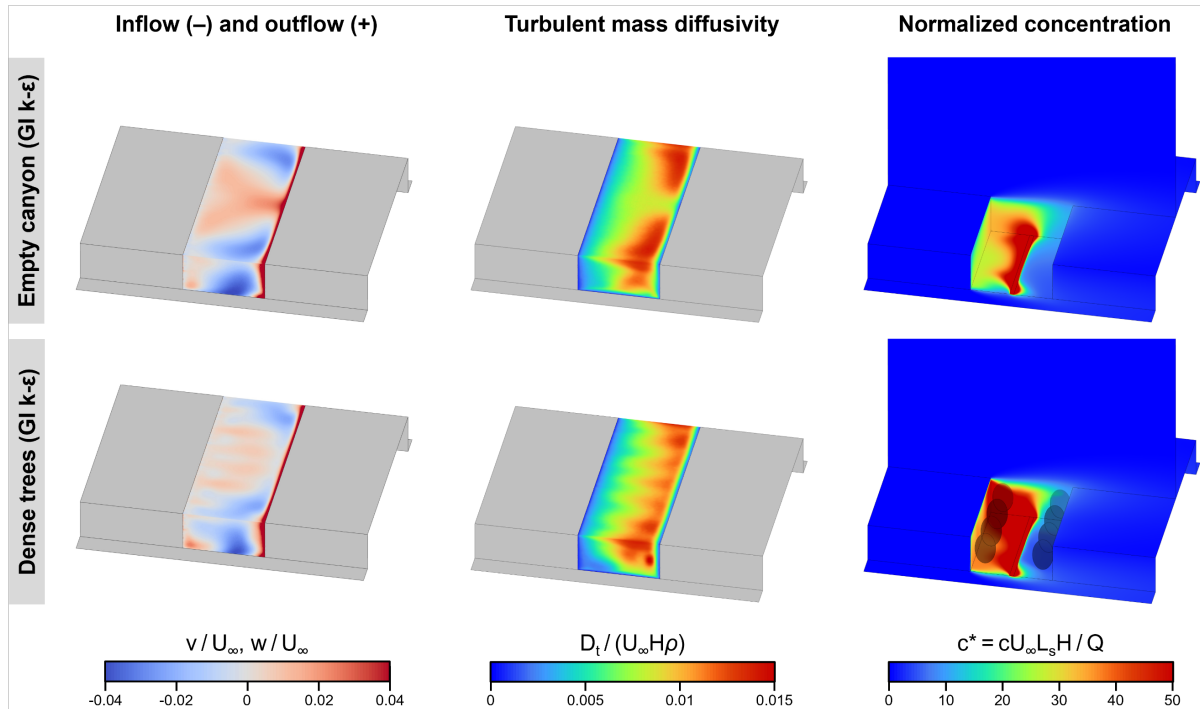 Inflow (–) and outflow (+)
Turbulent mass diffusivity
Normalized concentration
Empty canyon (GI k-ε)
Dense trees (GI k-ε)
v / U∞, w / U∞
-0.04 -0.02 0 0.02 0.04
Dₜ / (U∞Hρ)
0 0.005 0.01 0.015
c* = cU∞LₛH / Q
0 10 20 30 40 50